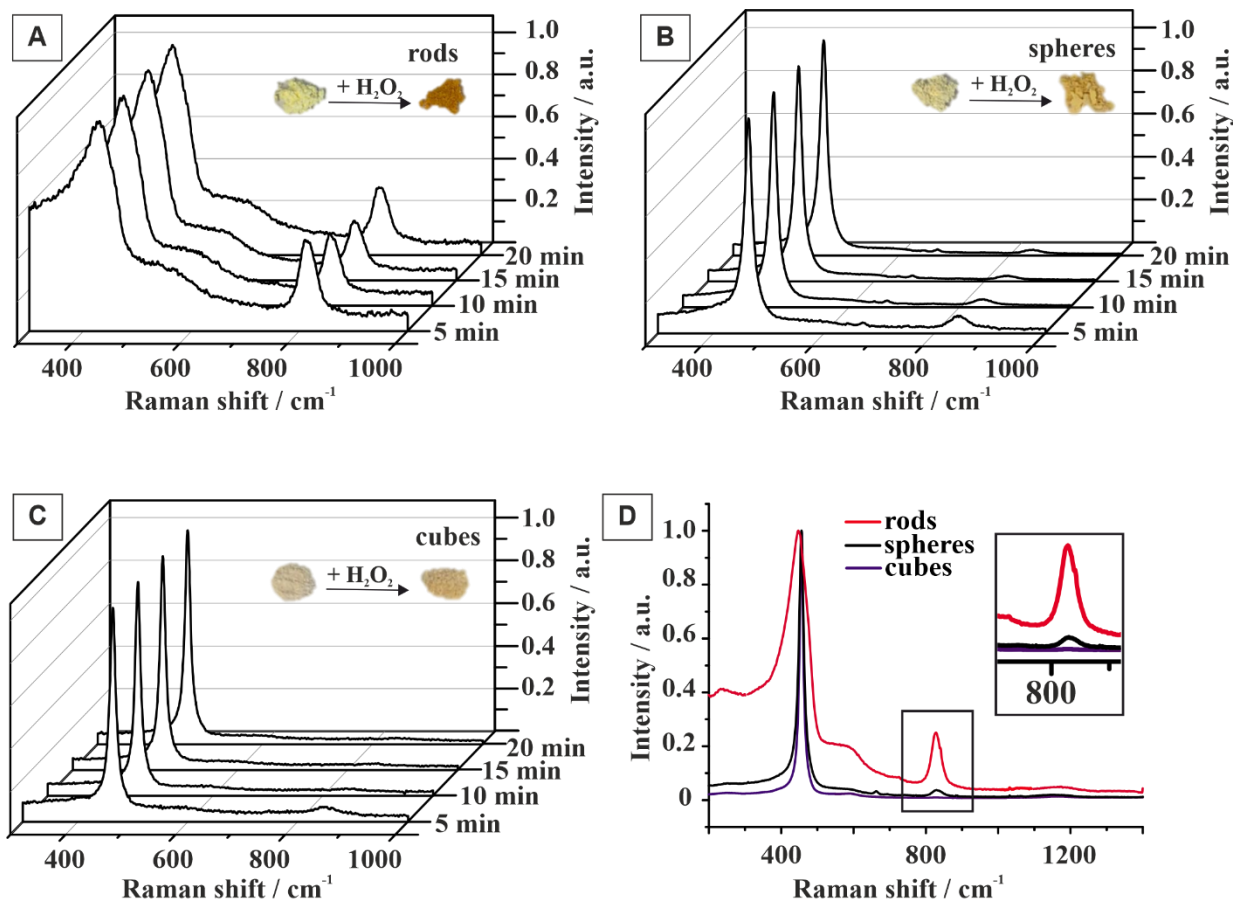 A
rods
+ H₂O₂
1.0
0.8
0.6
0.4
0.2
Intensity / a.u.
20 min
15 min
10 min
5 min
400 600 800 1000
Raman shift / cm⁻¹
B
spheres
+ H₂O₂
1.0
0.8
0.6
0.4
0.2
Intensity / a.u.
20 min
15 min
10 min
5 min
400 600 800 1000
Raman shift / cm⁻¹
C
cubes
+ H₂O₂
1.0
0.8
0.6
0.4
0.2
Intensity / a.u.
20 min
15 min
10 min
5 min
400 600 800 1000
Raman shift / cm⁻¹
D
rods
spheres
cubes
1.0
0.8
0.6
0.4
0.2
0
Intensity / a.u.
800
400 800 1200
Raman shift / cm⁻¹